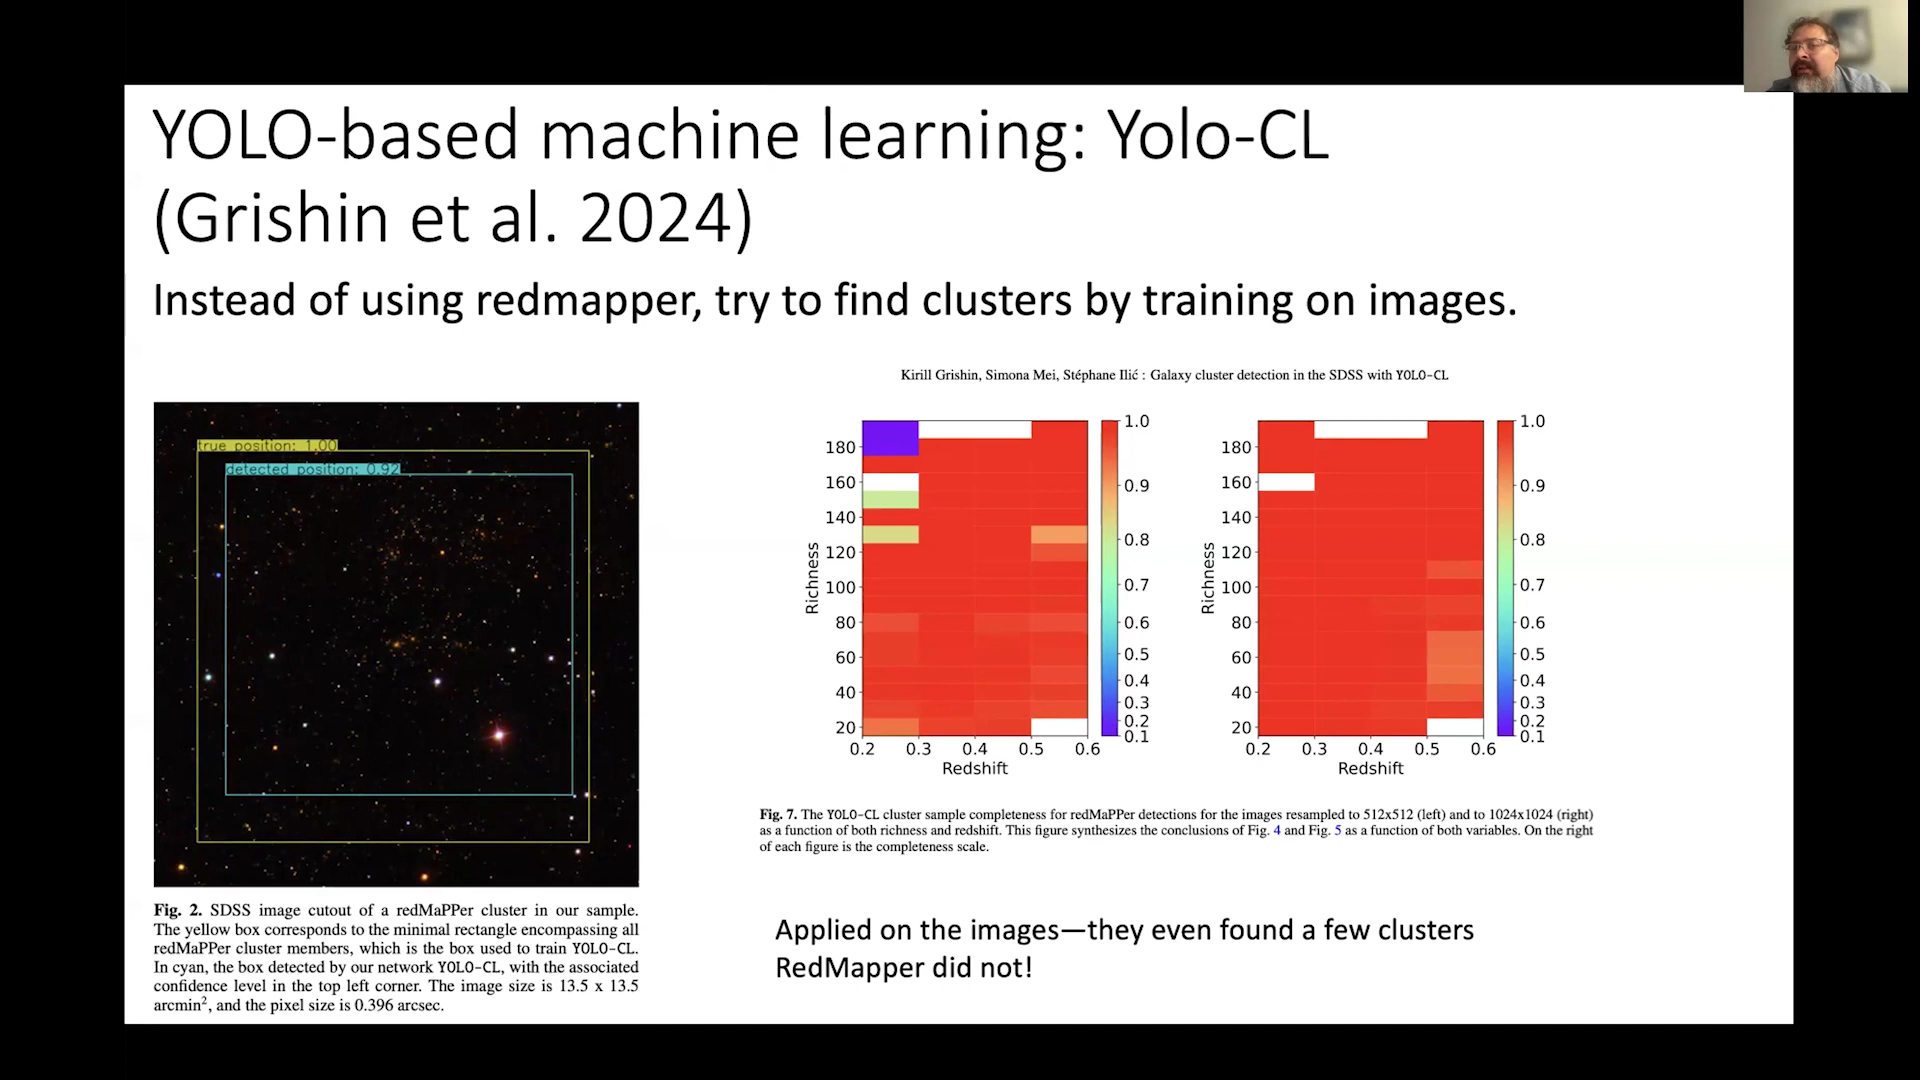 YOLO-based machine learning: Yolo-CL
(Grishin et al. 2024)
Instead of using redmapper, try to find clusters by training on images.
true position: 1.00
detected position: 0.92
Fig. 2. SDSS image cutout of a redMaPPer cluster in our sample.
The yellow box corresponds to the minimal rectangle encompassing all
redMaPPer cluster members, which is the box used to train YOLO-CL.
In cyan, the box detected by our network YOLO-CL, with the associated
confidence level in the top left corner. The image size is 13.5 x 13.5
arcmin², and the pixel size is 0.396 arcsec.
Kirill Grishin, Simona Mei, Stéphane Ilić : Galaxy cluster detection in the SDSS with YOLO-CL
Richness
180
160
140
120
100
80
60
40
20
0.2 0.3 0.4 0.5 0.6
Redshift
1.0
0.9
0.8
0.7
0.6
0.5
0.4
0.3
0.2
0.1
Richness
180
160
140
120
100
80
60
40
20
0.2 0.3 0.4 0.5 0.6
Redshift
1.0
0.9
0.8
0.7
0.6
0.5
0.4
0.3
0.2
0.1
Fig. 7. The YOLO-CL cluster sample completeness for redMaPPer detections for the images resampled to 512x512 (left) and to 1024x1024 (right)
as a function of both richness and redshift. This figure synthesizes the conclusions of Fig. 4 and Fig. 5 as a function of both variables. On the right
of each figure is the completeness scale.
Applied on the images—they even found a few clusters
RedMapper did not!